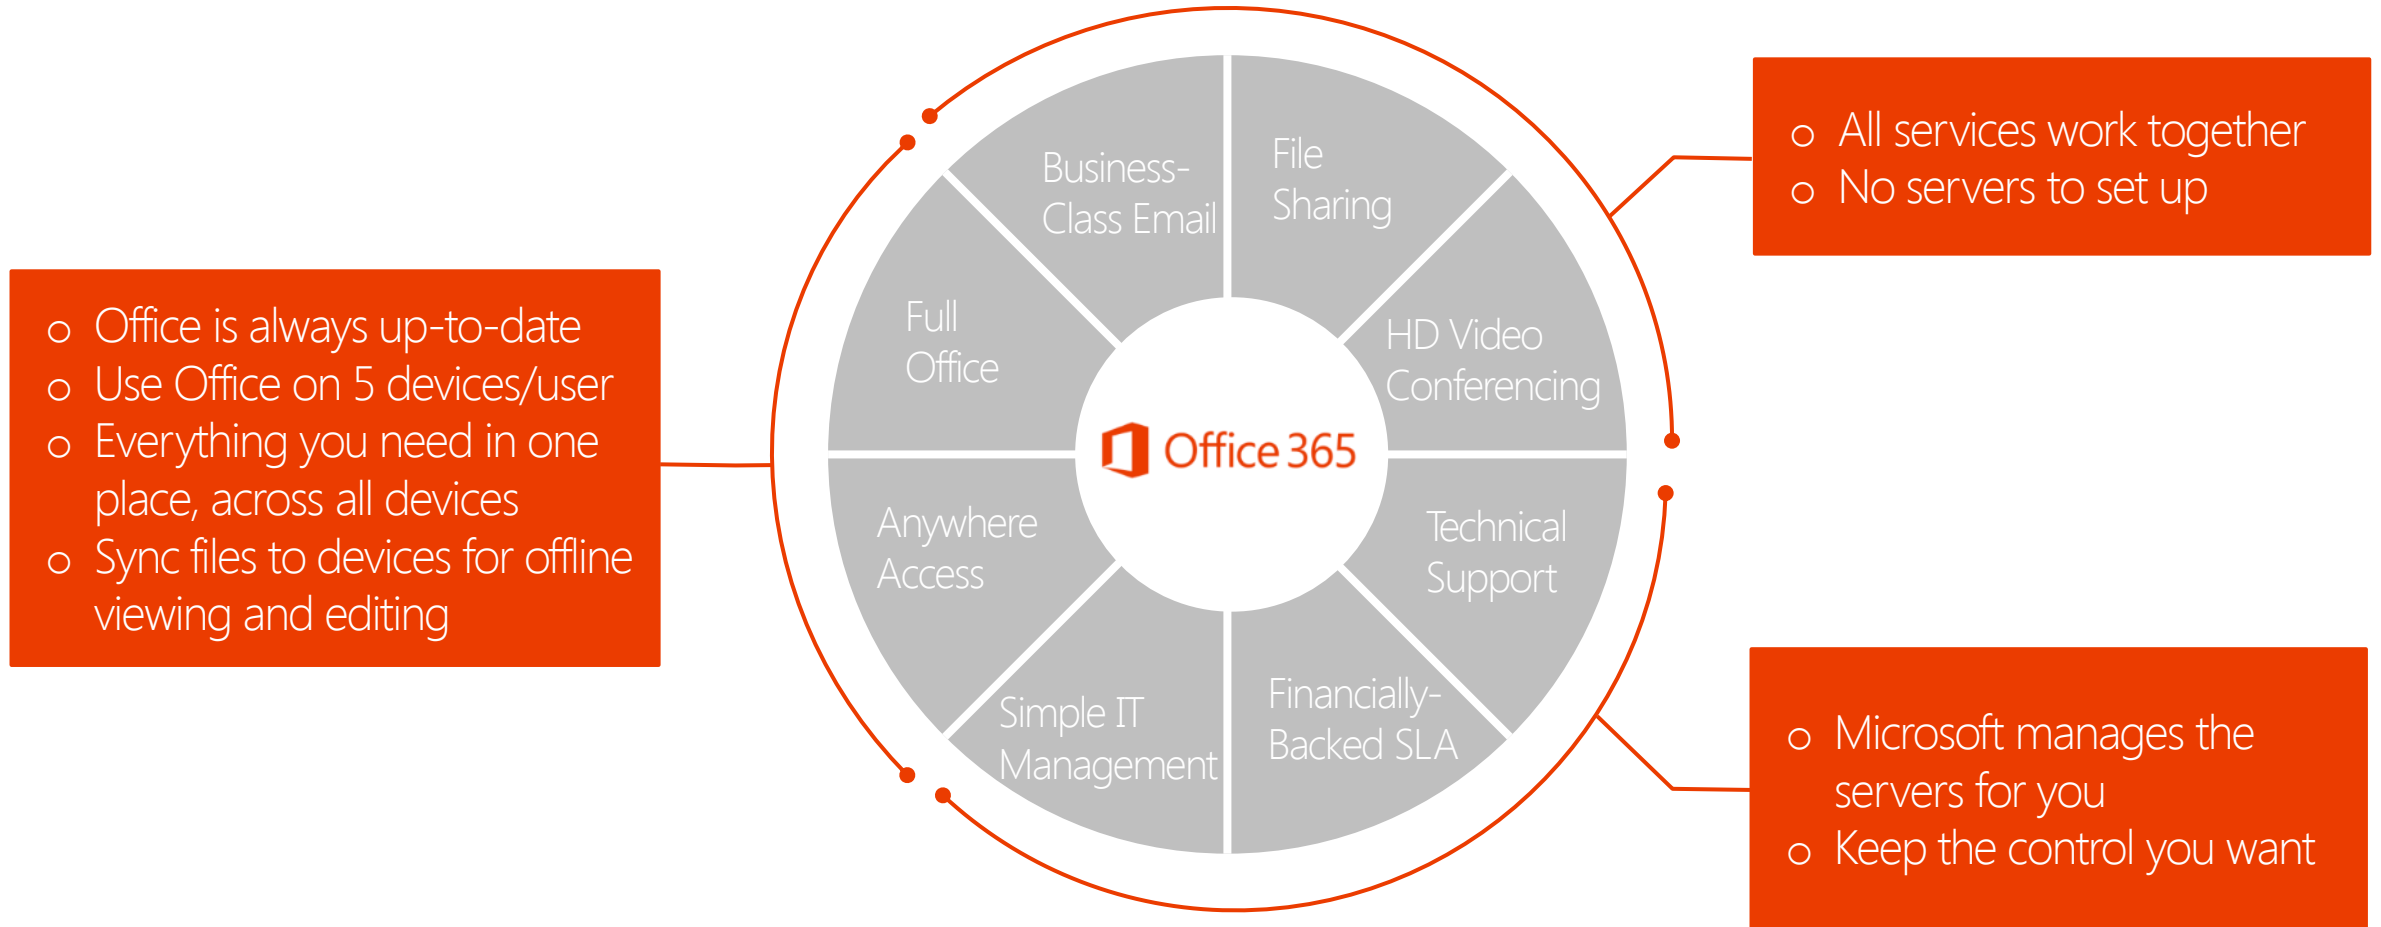 Business-
Class Email
File
Sharing
HD Video
Conferencing
Technical
Support
Financially-
Backed SLA
Simple IT
Management
Anywhere
Access
Full
Office
Office 365
o All services work together
o No servers to set up
o Office is always up-to-date
o Use Office on 5 devices/user
o Everything you need in one
place, across all devices
o Sync files to devices for offline
viewing and editing
o Microsoft manages the
servers for you
o Keep the control you want